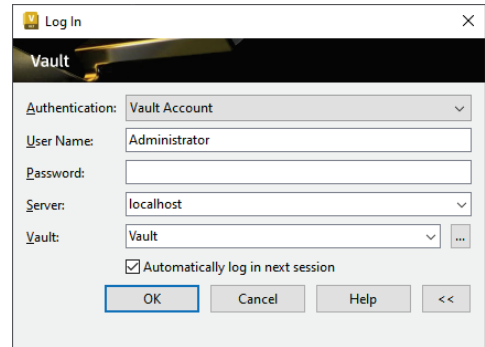 Log In
Vault
Authentication: Vault Account
User Name: Administrator
Password:
Server: localhost
Vault: Vault ...
Automatically log in next session
OK Cancel Help <<